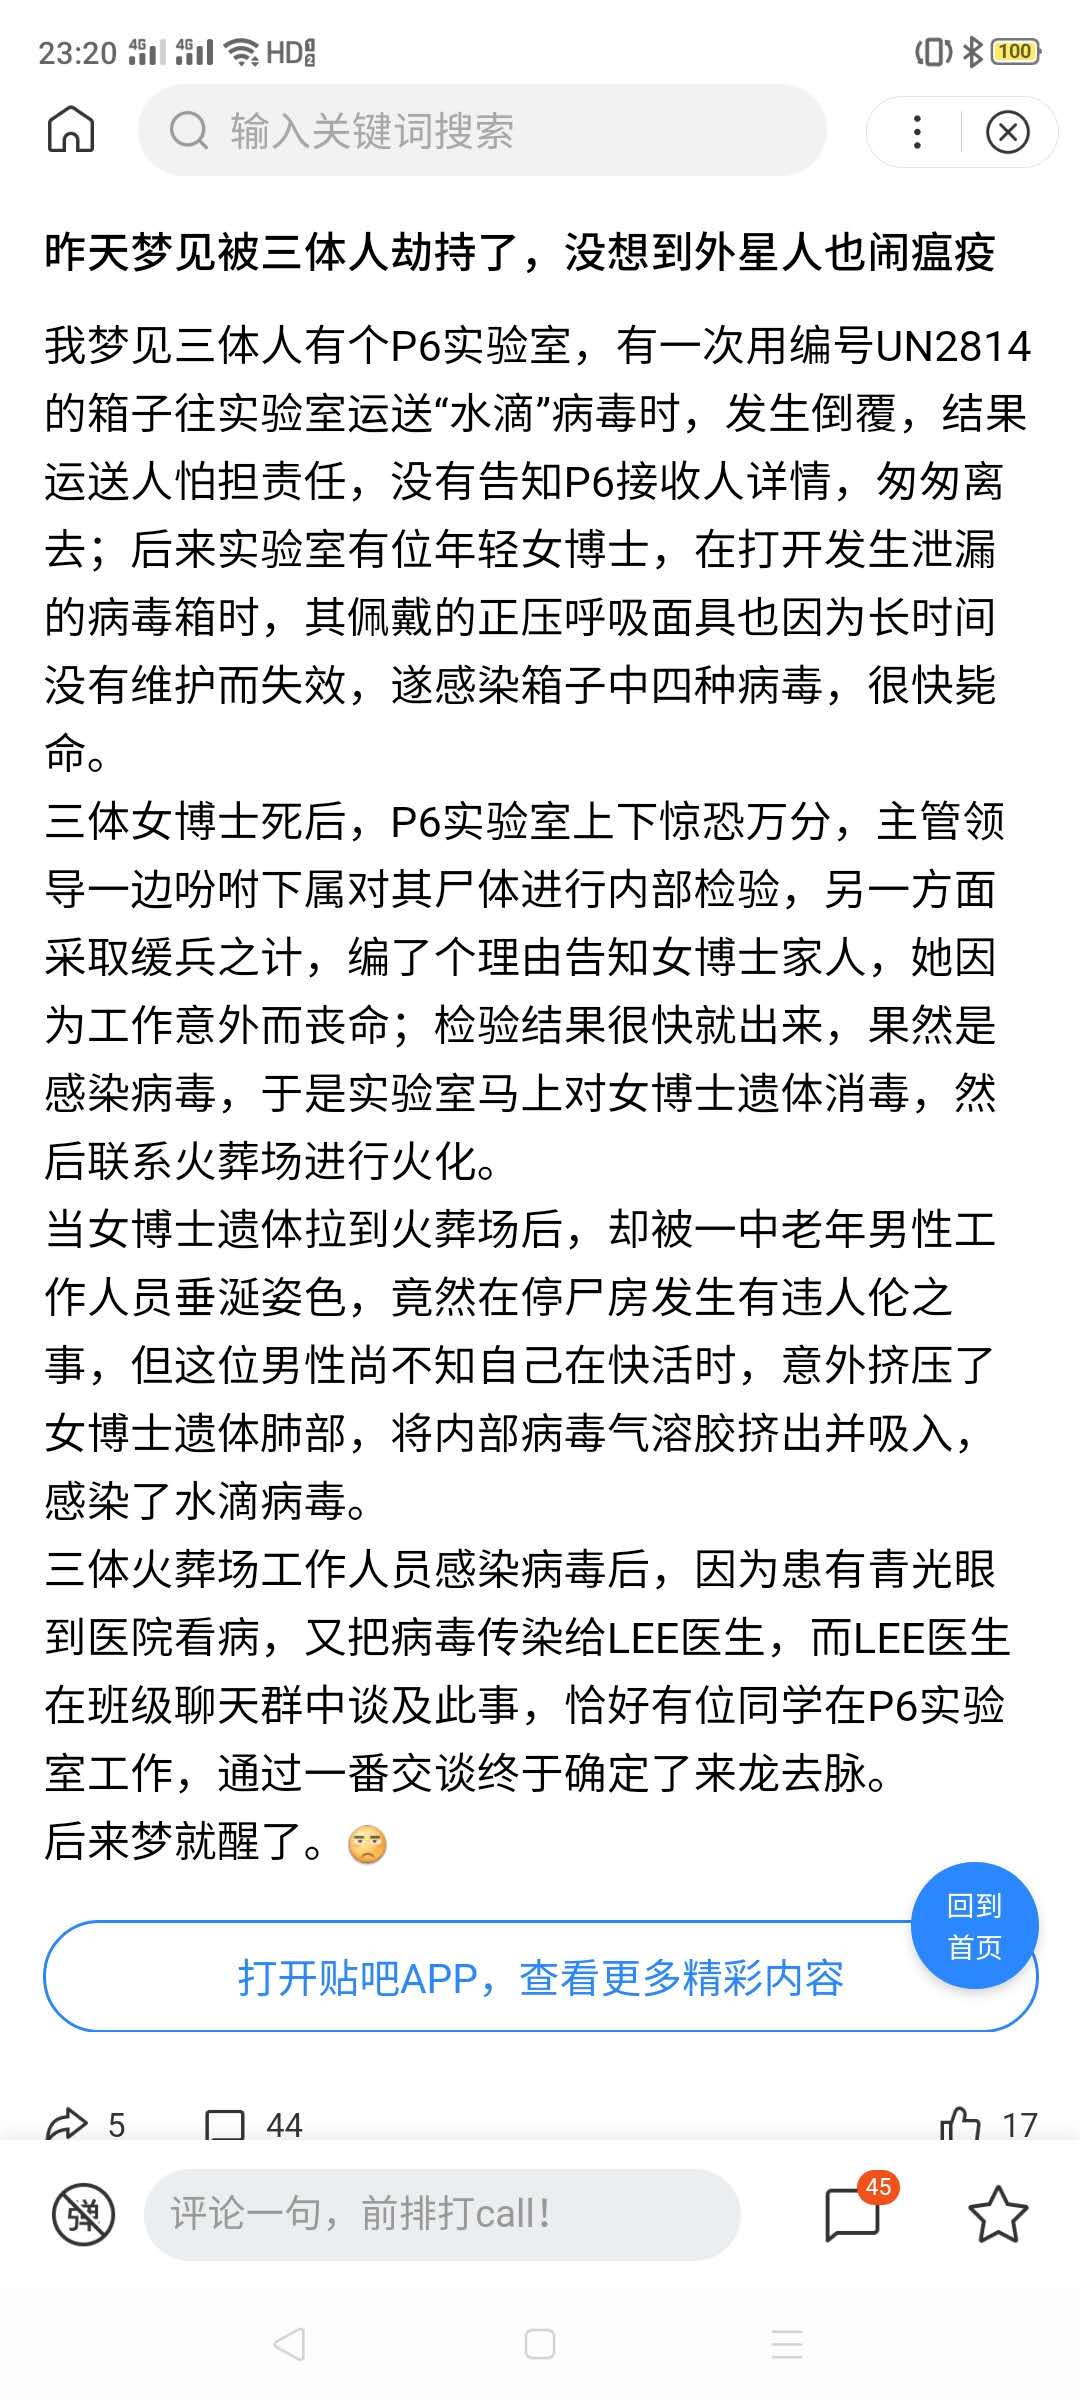 23:20 4G 4G HD 1 2 100
输入关键词搜索
昨天梦见被三体人劫持了，没想到外星人也闹瘟疫
我梦见三体人有个P6实验室，有一次用编号UN2814
的箱子往实验室运送“水滴”病毒时，发生倒覆，结果
运送人怕担责任，没有告知P6接收人详情，匆匆离
去；后来实验室有位年轻女博士，在打开发生泄漏
的病毒箱时，其佩戴的正压呼吸面具也因为长时间
没有维护而失效，遂感染箱子中四种病毒，很快毙
命。
三体女博士死后，P6实验室上下惊恐万分，主管领
导一边吩咐下属对其尸体进行内部检验，另一方面
采取缓兵之计，编了个理由告知女博士家人，她因
为工作意外而丧命；检验结果很快就出来，果然是
感染病毒，于是实验室马上对女博士遗体消毒，然
后联系火葬场进行火化。
当女博士遗体拉到火葬场后，却被一中老年男性工
作人员垂涎姿色，竟然在停尸房发生有违人伦之
事，但这位男性尚不知自己在快活时，意外挤压了
女博士遗体肺部，将内部病毒气溶胶挤出并吸入，
感染了水滴病毒。
三体火葬场工作人员感染病毒后，因为患有青光眼
到医院看病，又把病毒传染给LEE医生，而LEE医生
在班级聊天群中谈及此事，恰好有位同学在P6实验
室工作，通过一番交谈终于确定了来龙去脉。
后来梦就醒了。
回到
首页
打开贴吧APP，查看更多精彩内容
5 44 17
弹 评论一句，前排打call！ 45